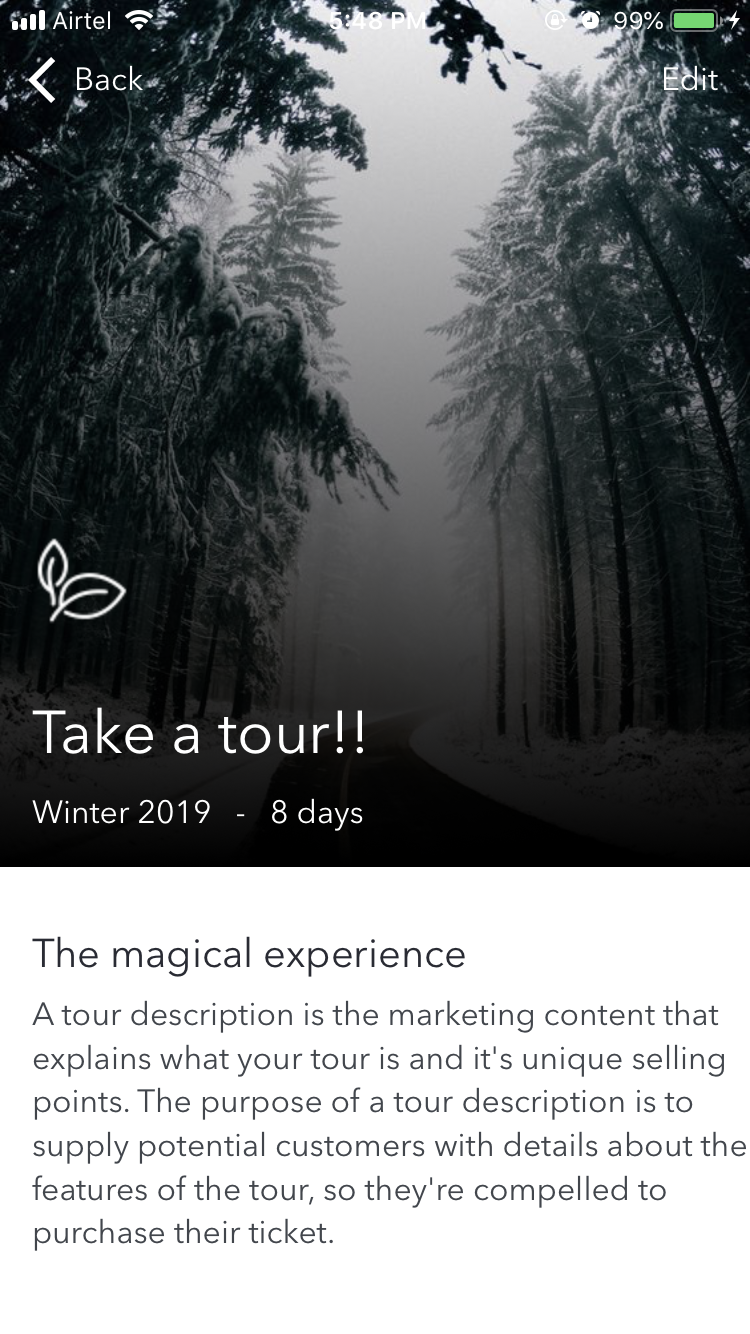 Airtel 5:48 PM 99%
Back Edit
Take a tour!!
Winter 2019 - 8 days
The magical experience
A tour description is the marketing content that
explains what your tour is and it's unique selling
points. The purpose of a tour description is to
supply potential customers with details about the
features of the tour, so they're compelled to
purchase their ticket.